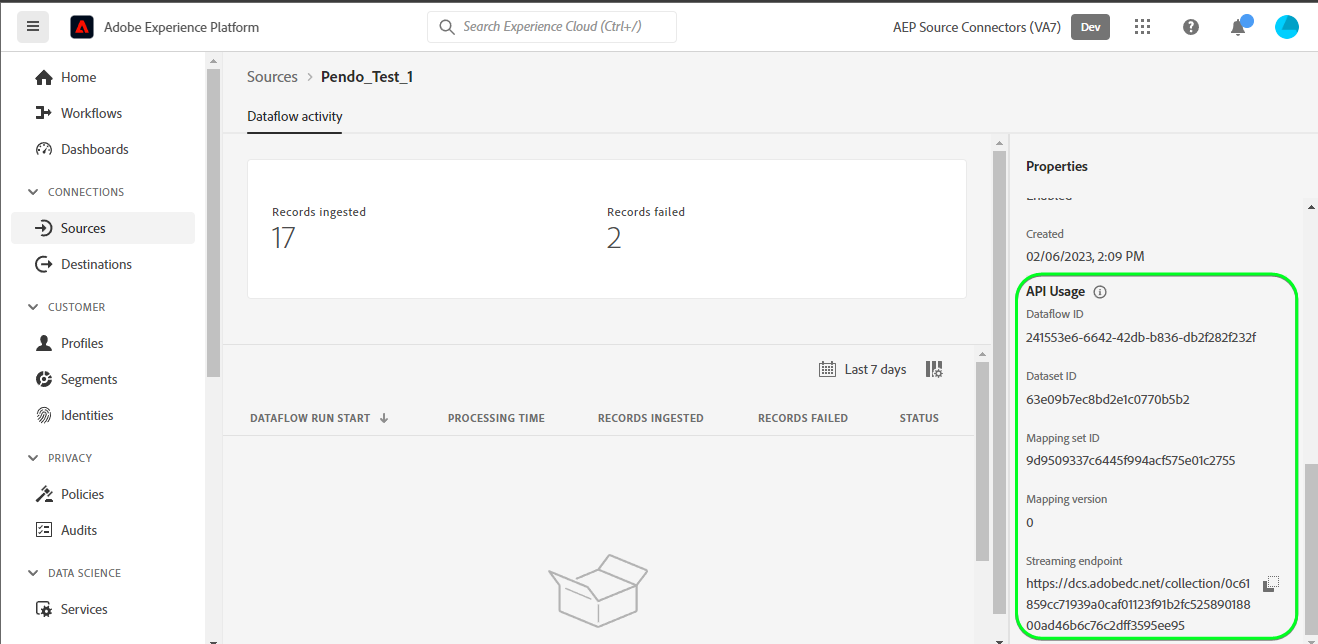 Adobe Experience Platform
Search Experience Cloud (Ctrl+/)
AEP Source Connectors (VA7)
Dev
Home
Workflows
Dashboards
CONNECTIONS
Sources
Destinations
CUSTOMER
Profiles
Segments
Identities
PRIVACY
Policies
Audits
DATA SCIENCE
Services
Sources > Pendo_Test_1
Dataflow activity
Records ingested
17
Records failed
2
Last 7 days
DATAFLOW RUN START ↓ PROCESSING TIME RECORDS INGESTED RECORDS FAILED STATUS
Properties
Enabled
Created
02/06/2023, 2:09 PM
API Usage
Dataflow ID
241553e6-6642-42db-b836-db2f282f232f
Dataset ID
63e09b7ec8bd2e1c0770b5b2
Mapping set ID
9d9509337c6445f994acf575e01c2755
Mapping version
0
Streaming endpoint
https://dcs.adobedc.net/collection/0c61
859cc71939a0caf01123f91b2fc525890188
00ad46b6c76c2dff3595ee95